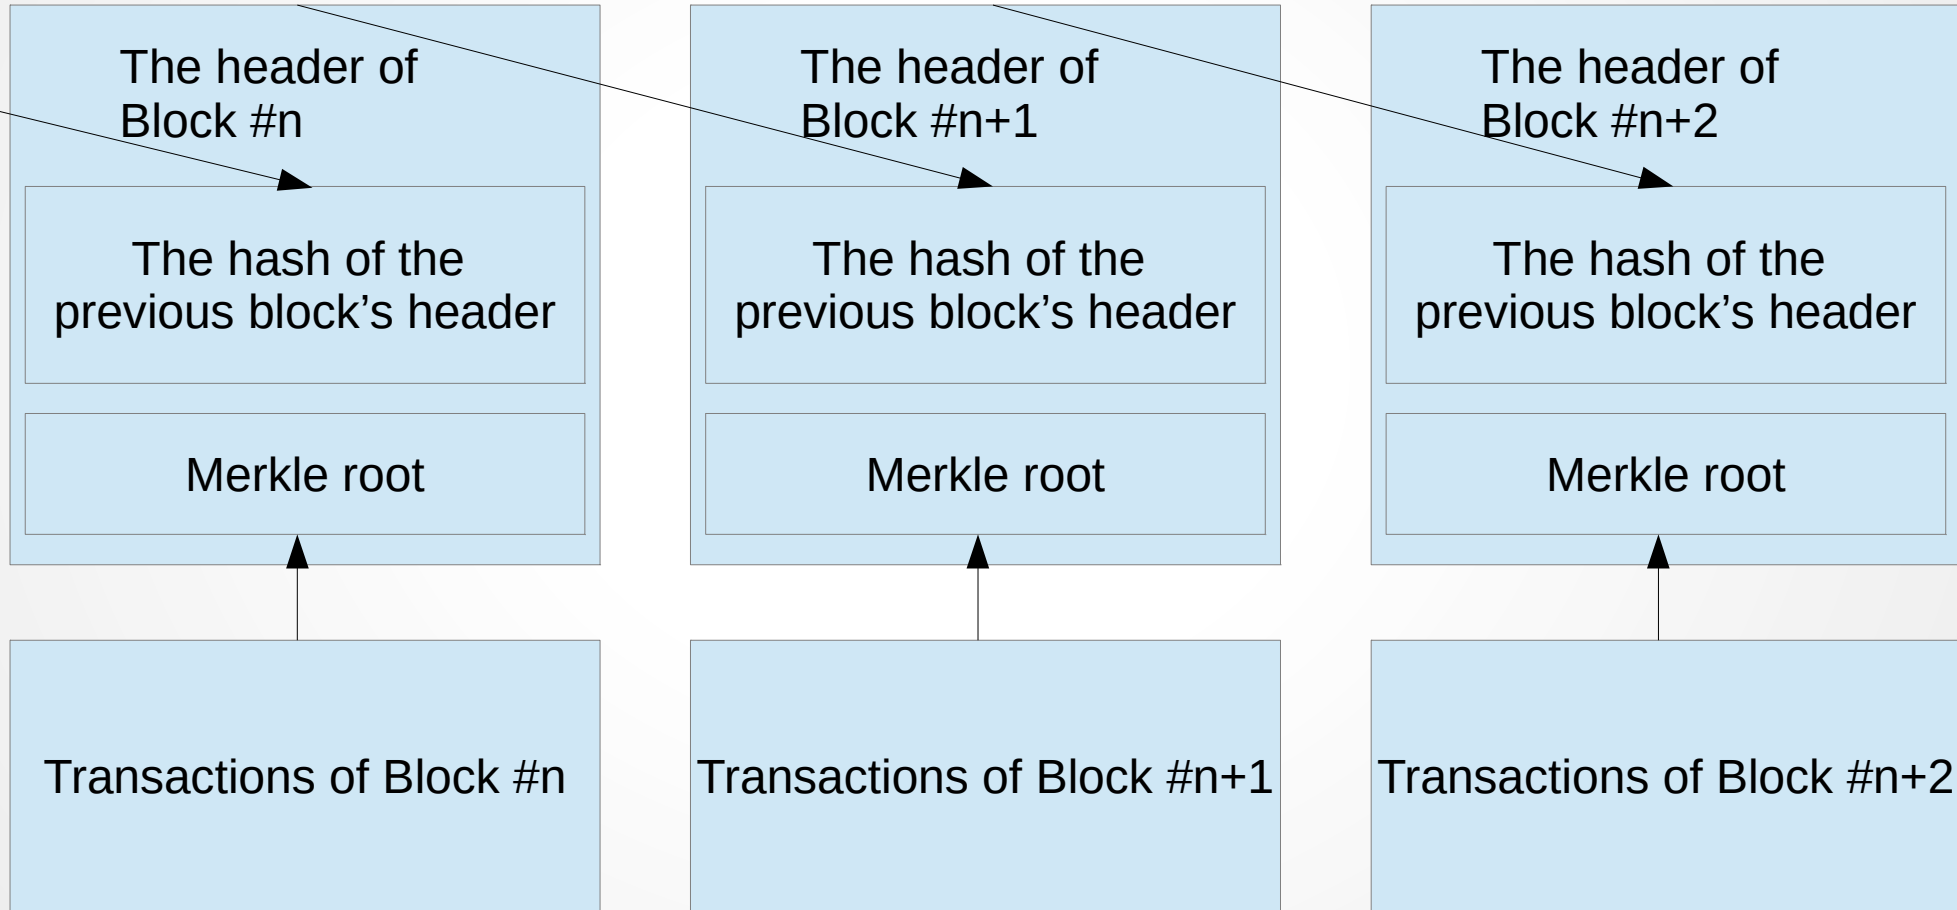 The header of
Block #n
The hash of the
previous block’s header
Merkle root
Transactions of Block #n
The header of
Block #n+1
The hash of the
previous block’s header
Merkle root
Transactions of Block #n+1
The header of
Block #n+2
The hash of the
previous block’s header
Merkle root
Transactions of Block #n+2